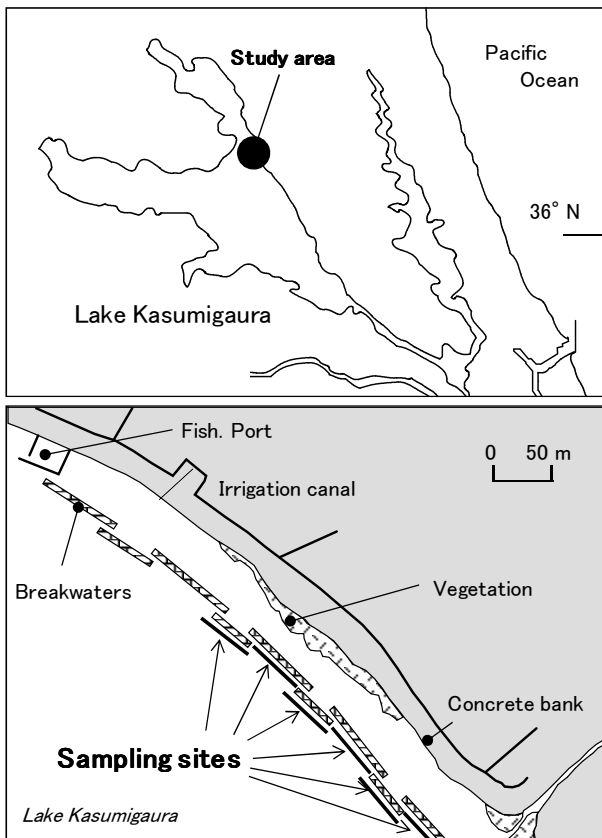 Study area
Pacific
Ocean
36° N
Lake Kasumigaura
Fish. Port
0 50 m
Irrigation canal
Breakwaters
Vegetation
Concrete bank
Sampling sites
Lake Kasumigaura